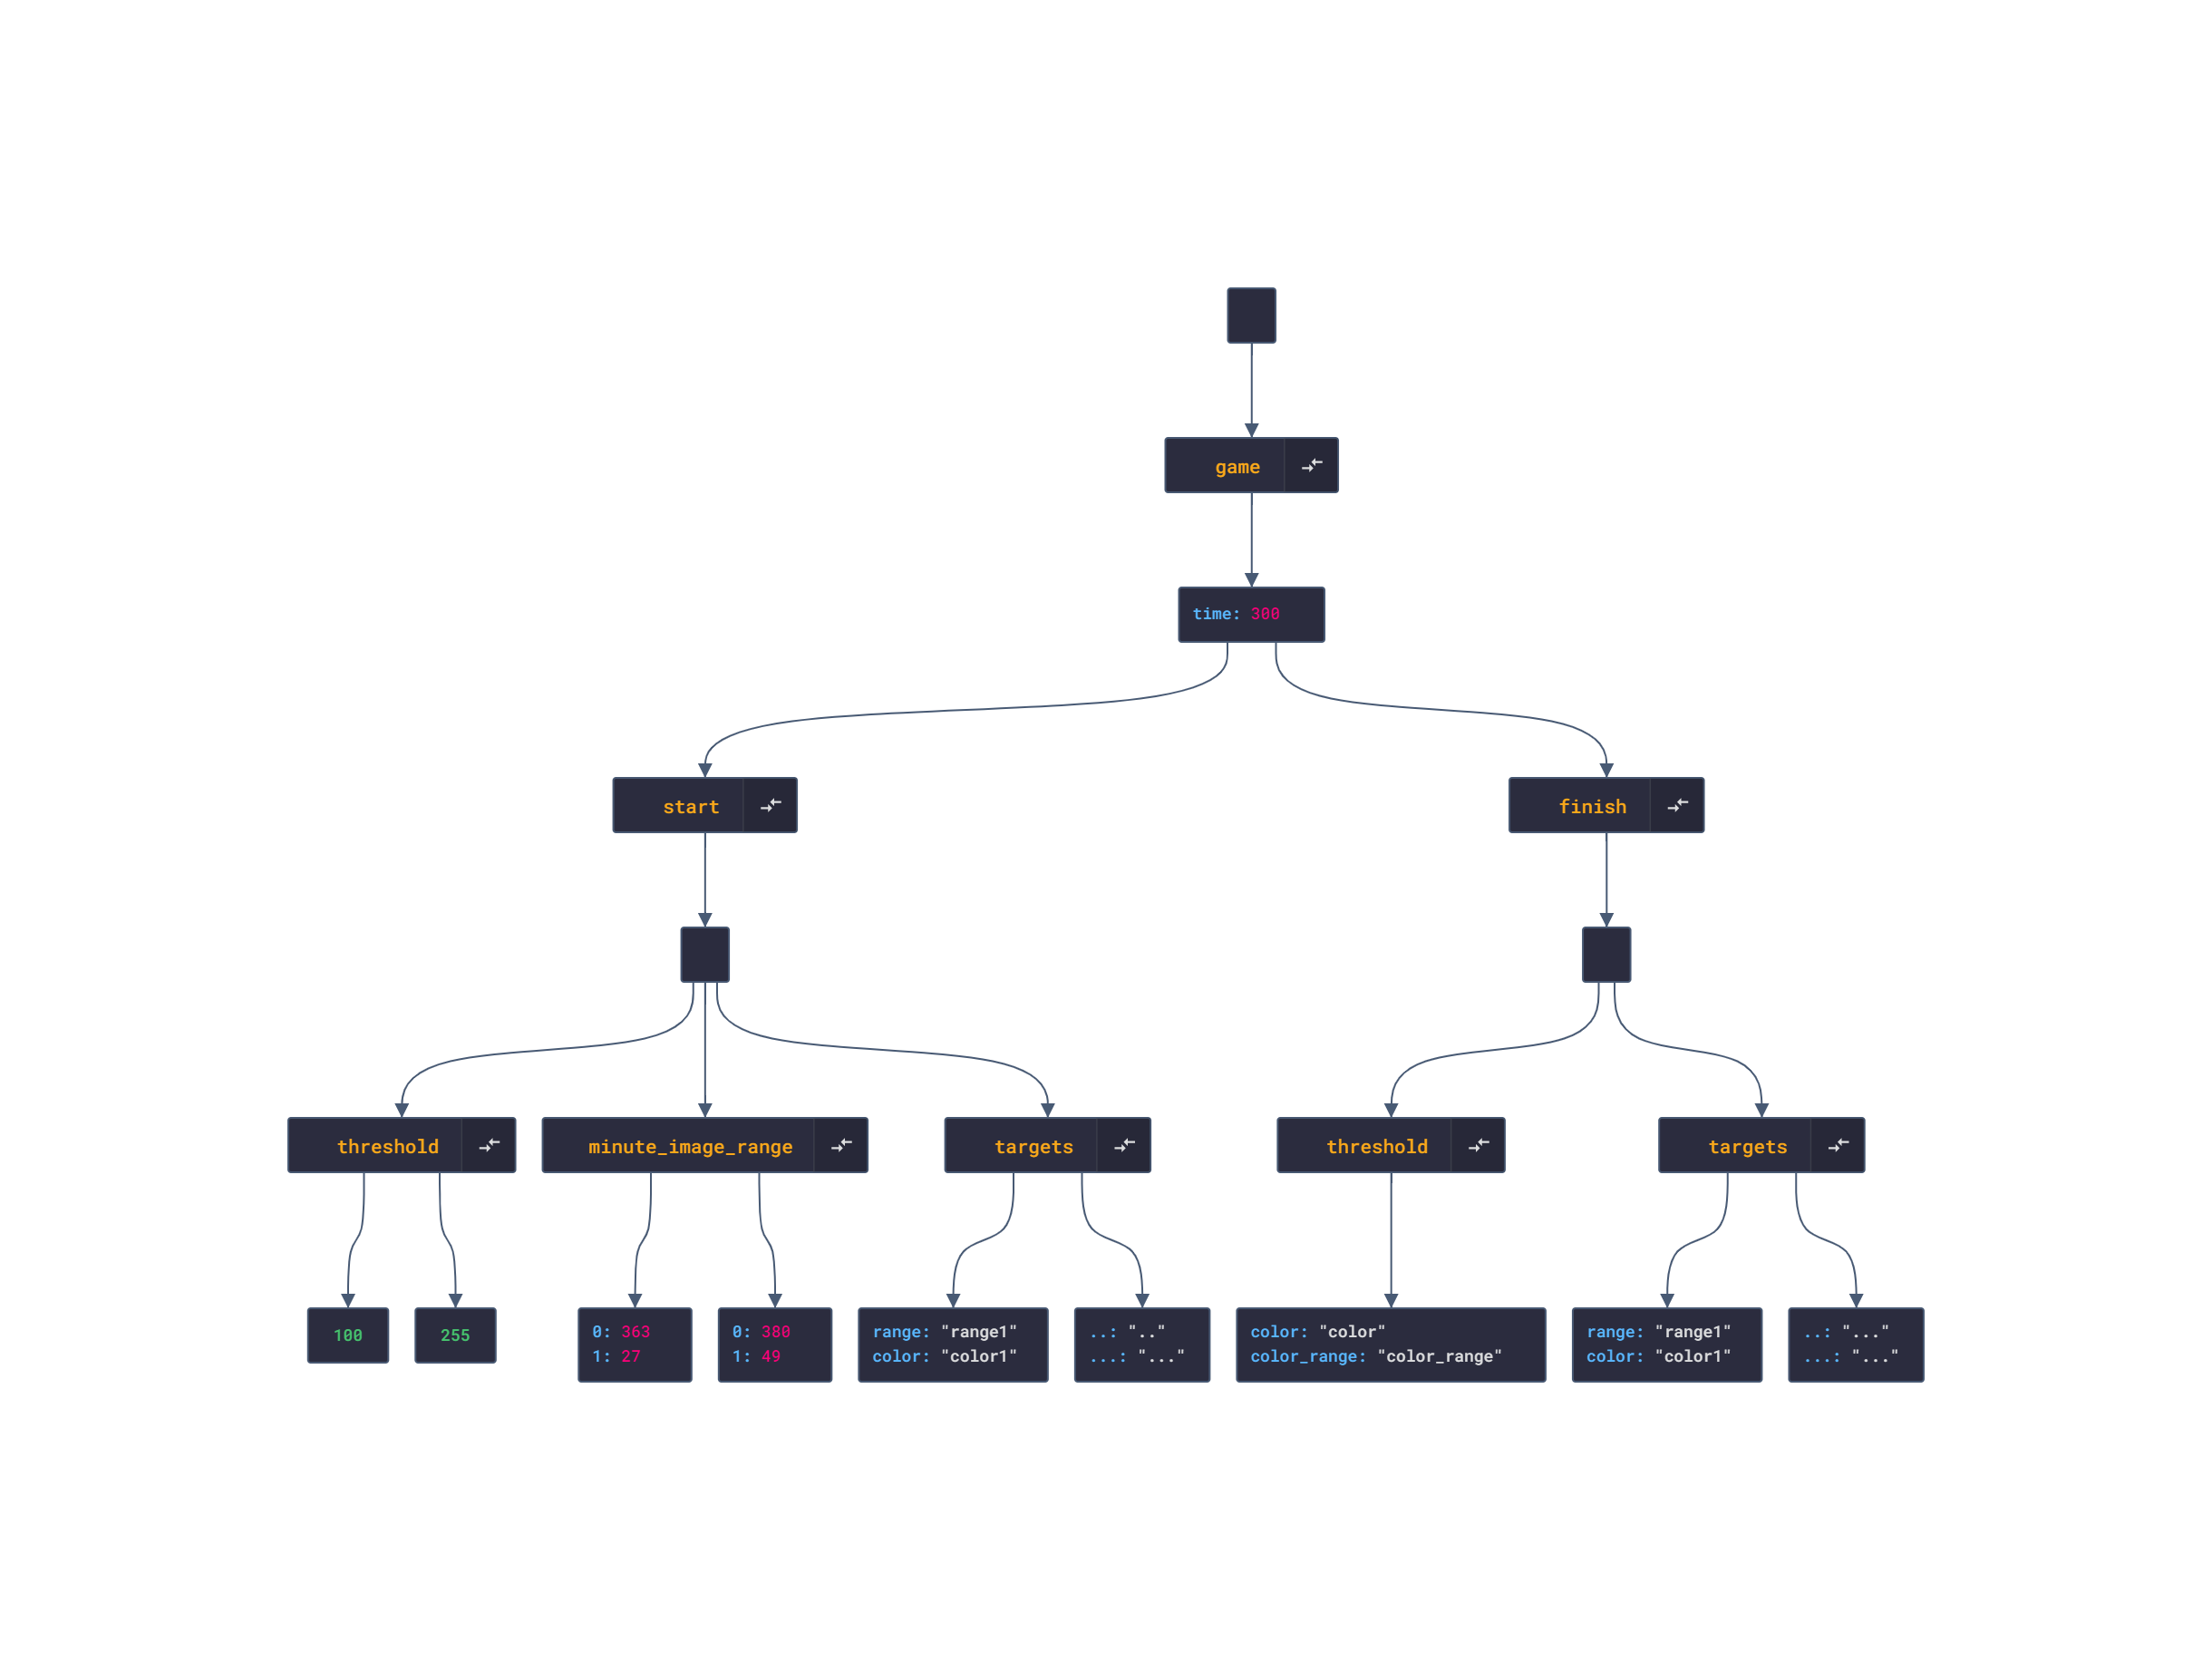 game
time: 300
start
finish
threshold
minute_image_range
targets
threshold
targets
100
255
0: 363
1: 27
0: 380
1: 49
range: "range1"
color: "color1"
..: ".."
...: "..."
color: "color"
color_range: "color_range"
range: "range1"
color: "color1"
..: "..."
...: "..."